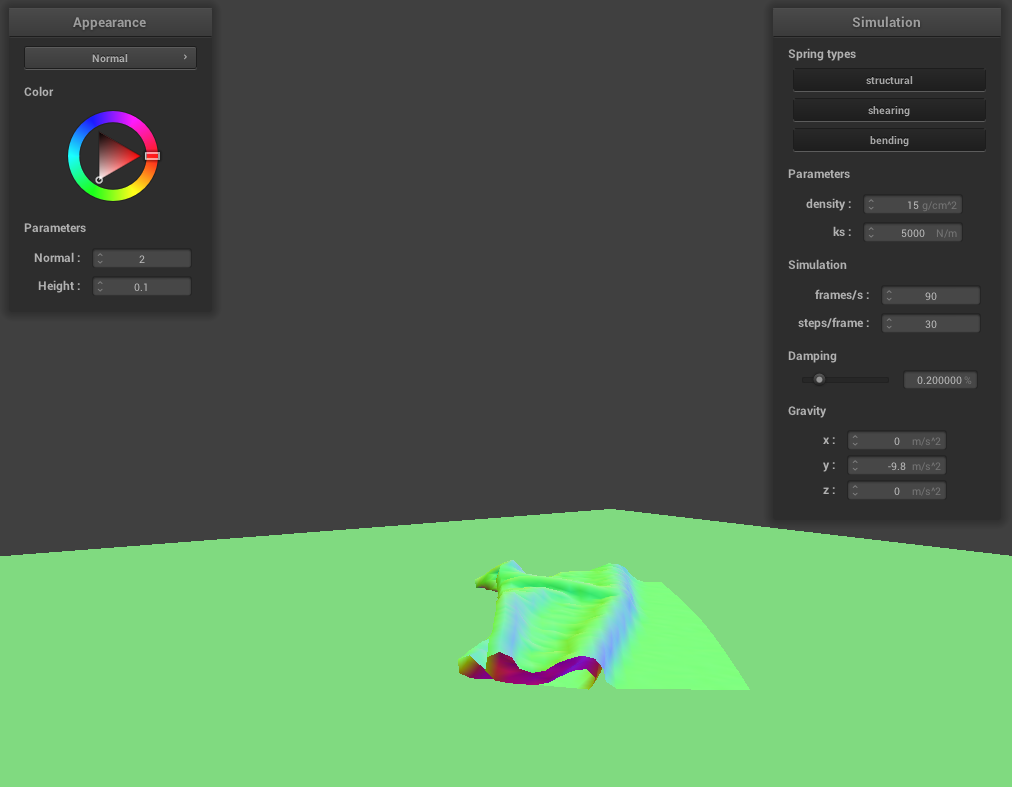 Appearance
Normal
Color
Parameters
Normal :
2
Height :
0.1
Simulation
Spring types
structural
shearing
bending
Parameters
density :
15 g/cm^2
ks :
5000 N/m
Simulation
frames/s :
90
steps/frame :
30
Damping
0.200000 %
Gravity
x :
0 m/s^2
y :
-9.8 m/s^2
z :
0 m/s^2